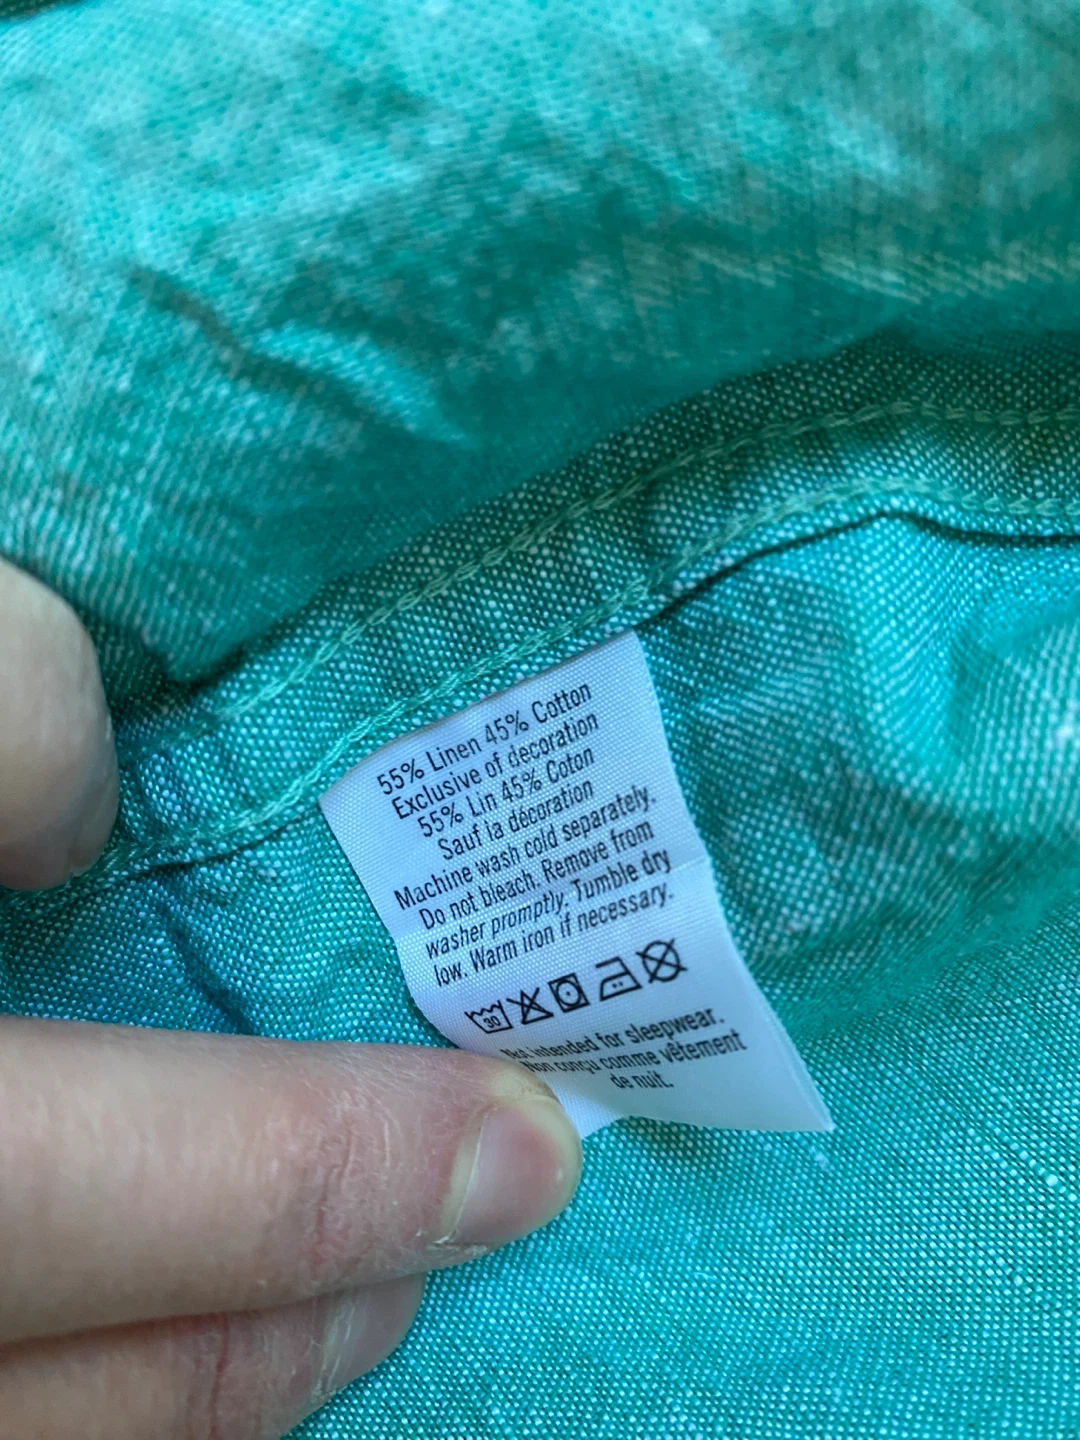 55% Linen 45% Cotton
Exclusive of decoration
55% Lin 45% Coton
Sauf la décoration
Machine wash cold separately.
Do not bleach. Remove from
washer promptly. Tumble dry
low. Warm iron if necessary.
30
Not intended for sleepwear.
Non conçu comme vêtement
de nuit.